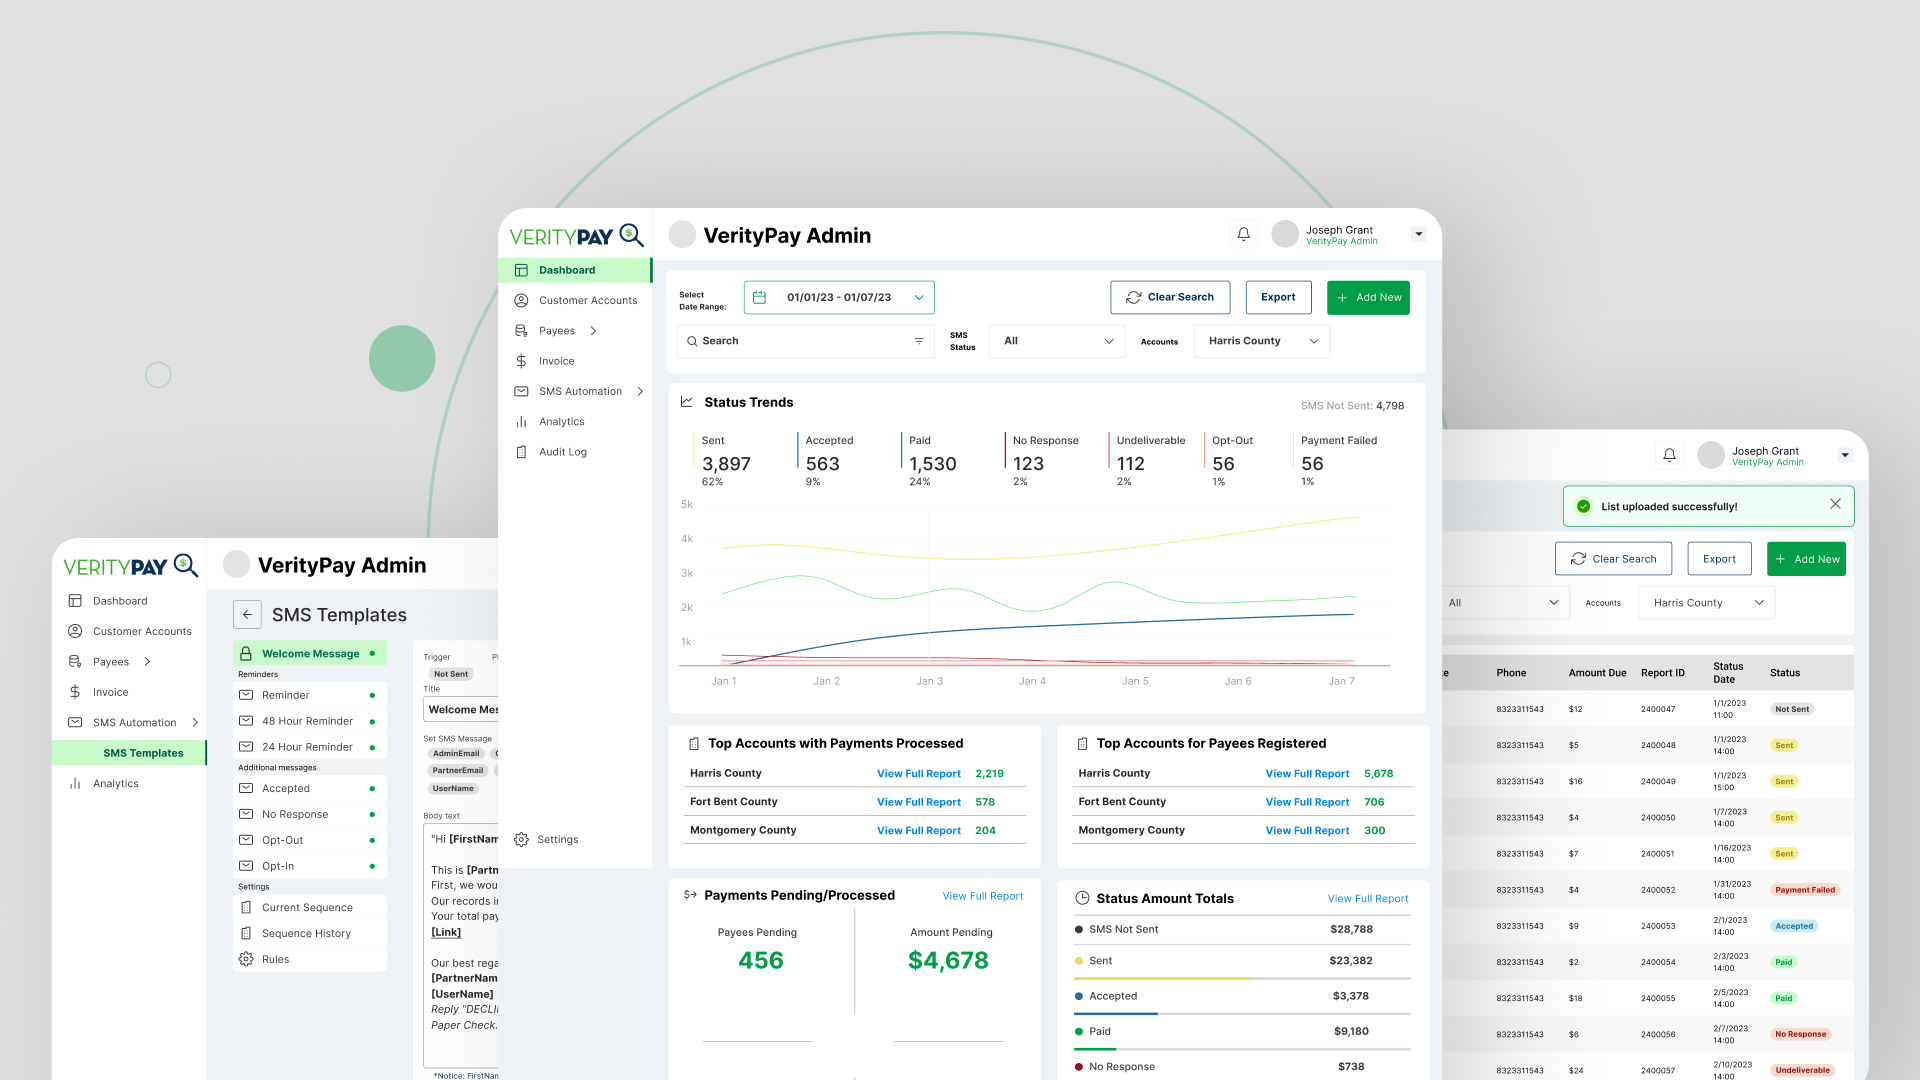 VERITYPAY
VerityPay Admin
Joseph Grant
VerityPay Admin
Dashboard
Customer Accounts
Payees
Invoice
SMS Automation
Analytics
Audit Log
Settings
Select
Date Range:
01/01/23 - 01/07/23
Clear Search
Export
+ Add New
Search
SMS
Status
All
Accounts
Harris County
Status Trends
SMS Not Sent: 4,798
Sent
3,897
62%
Accepted
563
9%
Paid
1,530
24%
No Response
123
2%
Undeliverable
112
2%
Opt-Out
56
1%
Payment Failed
56
1%
5k
4k
3k
2k
1k
Jan 1 Jan 2 Jan 3 Jan 4 Jan 5 Jan 6 Jan 7
Top Accounts with Payments Processed
Harris County View Full Report 2,219
Fort Bent County View Full Report 578
Montgomery County View Full Report 204
Top Accounts for Payees Registered
Harris County View Full Report 5,678
Fort Bent County View Full Report 706
Montgomery County View Full Report 300
Payments Pending/Processed View Full Report
Payees Pending
456
Amount Pending
$4,678
Status Amount Totals View Full Report
SMS Not Sent $28,788
Sent $23,382
Accepted $3,378
Paid $9,180
No Response $738
VERITYPAY
VerityPay Admin
Dashboard
Customer Accounts
Payees
Invoice
SMS Automation
SMS Templates
Analytics
SMS Templates
Welcome Message
Reminders
Reminder
48 Hour Reminder
24 Hour Reminder
Additional messages
Accepted
No Response
Opt-Out
Opt-In
Settings
Current Sequence
Sequence History
Rules
Trigger
Not Sent
Title
Welcome Mes
Set SMS Message
AdminEmail
PartnerEmail
UserName
Body text
"Hi [FirstNam
This is [Partn
First, we wou
Our records in
Your total pay
[Link]
Our best rega
[PartnerNam
[UserName]
Reply "DECLI
Paper Check.
*Notice: FirstNan
Joseph Grant
VerityPay Admin
List uploaded successfully!
Clear Search
Export
+ Add New
All
Accounts
Harris County
Phone Amount Due Report ID Status Date Status
8323311543 $12 2400047 1/1/2023 11:00 Not Sent
8323311543 $5 2400048 1/1/2023 14:00 Sent
8323311543 $16 2400049 1/1/2023 15:00 Sent
8323311543 $4 2400050 1/7/2023 14:00 Sent
8323311543 $7 2400051 1/16/2023 14:00 Sent
8323311543 $4 2400052 1/31/2023 14:00 Payment Failed
8323311543 $9 2400053 2/1/2023 14:00 Accepted
8323311543 $2 2400054 2/3/2023 14:00 Paid
8323311543 $18 2400055 2/5/2023 14:00 Paid
8323311543 $6 2400056 2/7/2023 14:00 No Response
8323311543 $24 2400057 2/10/2023 14:00 Undeliverable